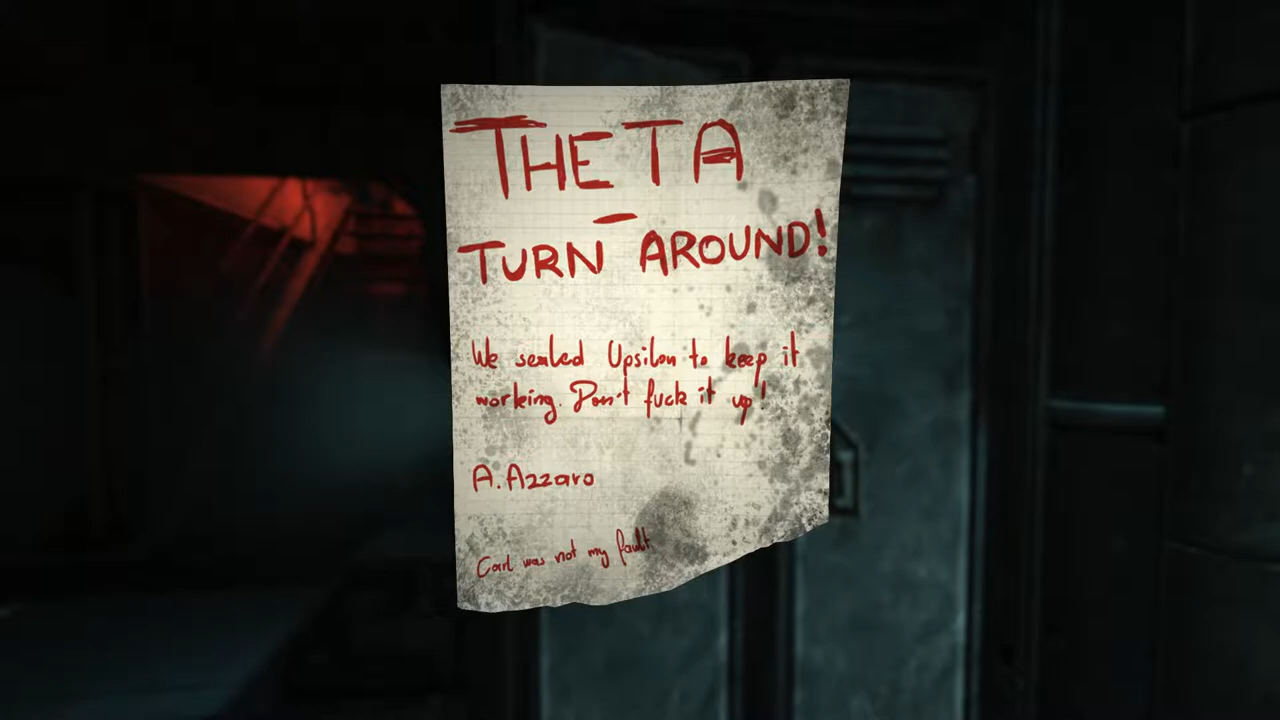 THETA
–
TURN AROUND!
We sealed Upsilon to keep it
working. Don't fuck it up!
A. Azzaro
Carl was not my fault